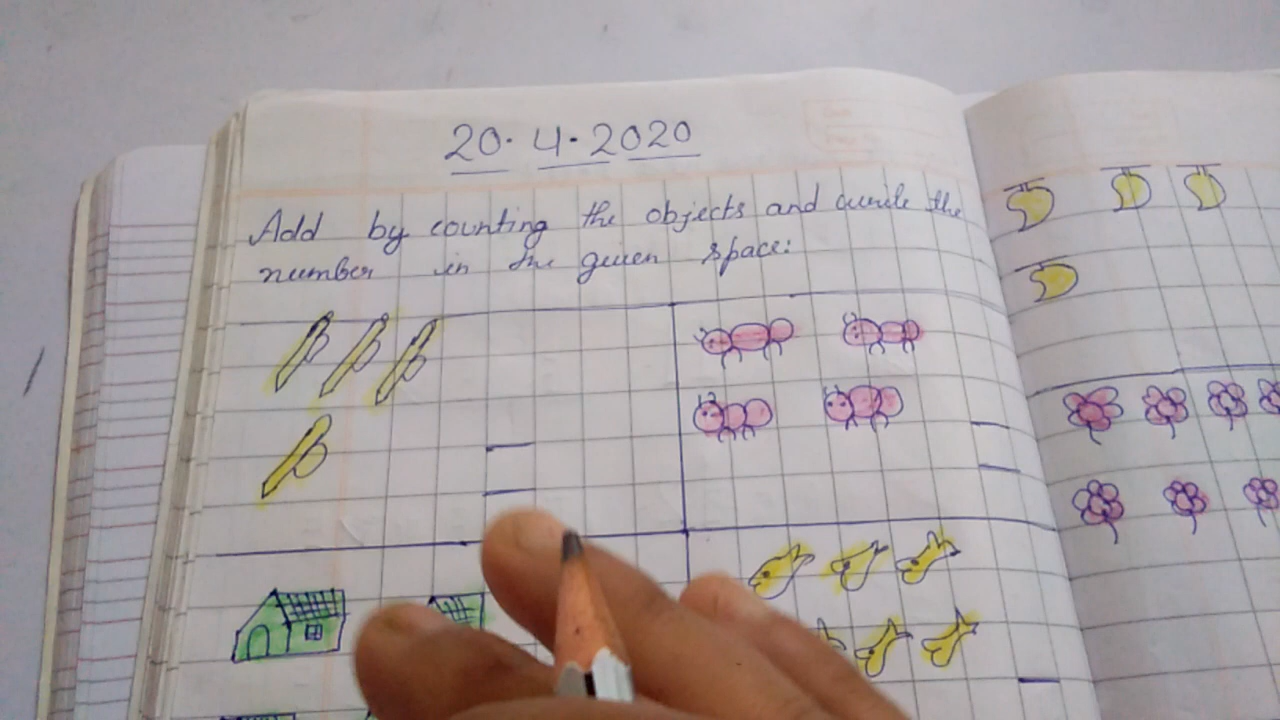 20.4.2020
Add by counting the objects and write the
number in the given space: